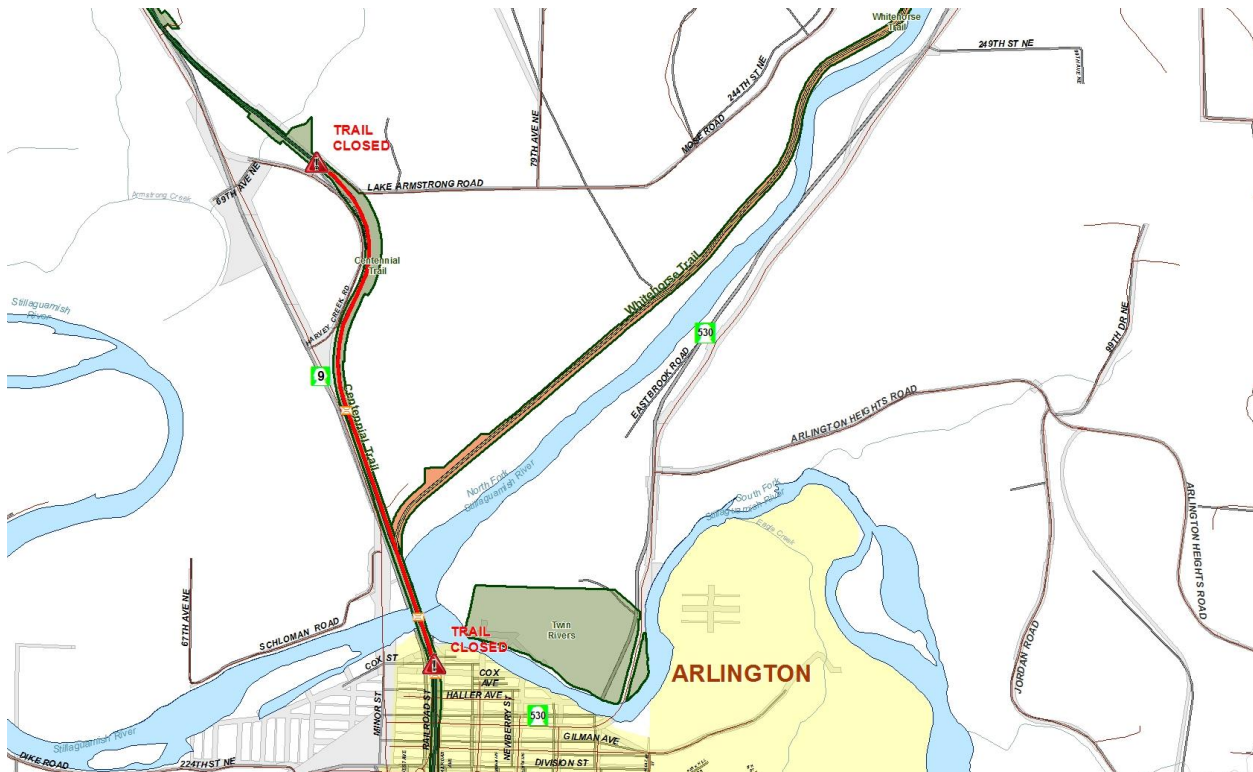 Whitehorse
Trail
249TH ST NE
244TH ST NE
79TH AVE NE
MOSE ROAD
TRAIL
CLOSED
LAKE ARMSTRONG ROAD
69TH AVE NE
Armstrong Creek
Centennial
Trail
Whitehorse Trail
Stillaguamish
River
HARVEY CREEK RD
9
530
EASTBROOK ROAD
99TH DR NE
Centennial Trail
ARLINGTON HEIGHTS ROAD
North Fork
Stillaguamish River
South Fork
Stillaguamish River
Eagle Creek
ARLINGTON HEIGHTS ROAD
67TH AVE NE
SCHLOMAN ROAD
Twin
Rivers
TRAIL
CLOSED
JORDAN ROAD
COX ST
COX
AVE
ARLINGTON
HALLER AVE
MINOR ST
RAILROAD ST
NEWBERRY ST
530
GILMAN AVE
Stillaguamish River
DIKE ROAD
224TH ST NE
DIVISION ST